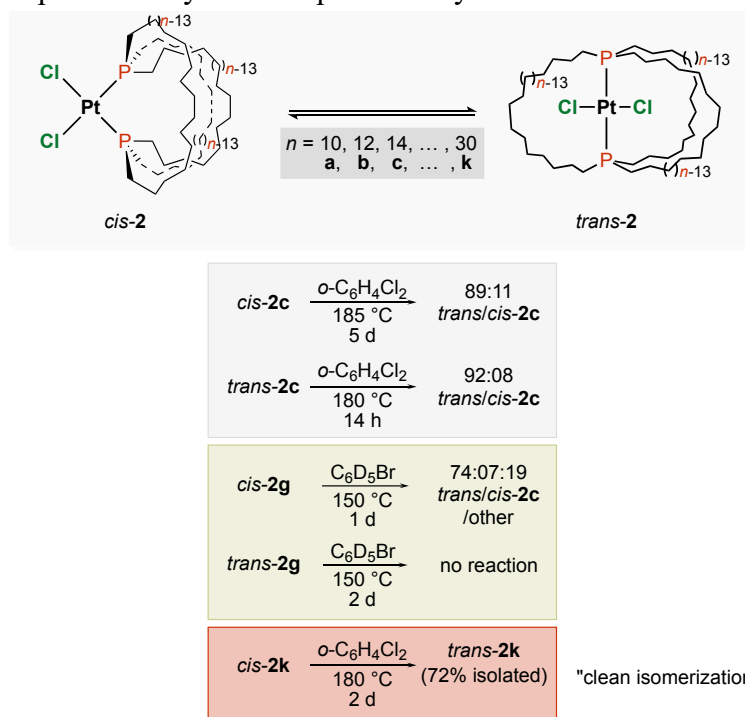 Cl
Cl
Pt
P
P
n-13
n-13
n-13
cis-2
n = 10, 12, 14, ... , 30
a, b, c, ... , k
n-13
P
Cl-Pt-Cl
P
n-13
n-13
trans-2
cis-2c
o-C6H4Cl2
185 °C
5 d
89:11
trans/cis-2c
trans-2c
o-C6H4Cl2
180 °C
14 h
92:08
trans/cis-2c
cis-2g
C6D5Br
150 °C
1 d
74:07:19
trans/cis-2c
/other
trans-2g
C6D5Br
150 °C
2 d
no reaction
cis-2k
o-C6H4Cl2
180 °C
2 d
trans-2k
(72% isolated)
"clean isomerization